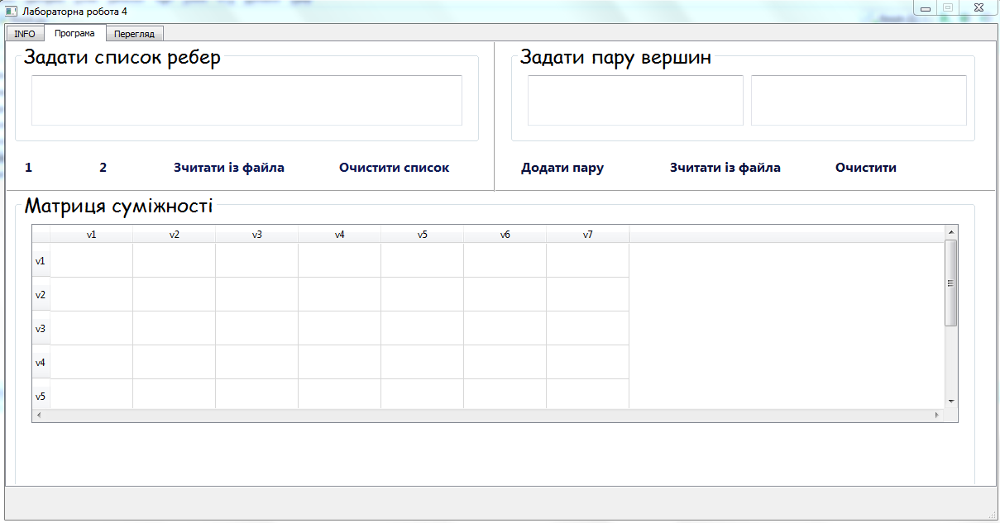 Лабораторна робота 4
INFO Програма Перегляд
Задати список ребер
Задати пару вершин
1 2 Зчитати із файла Очистити список
Додати пару Зчитати із файла Очистити
Матриця суміжності
v1 v2 v3 v4 v5 v6 v7
v1
v2
v3
v4
v5